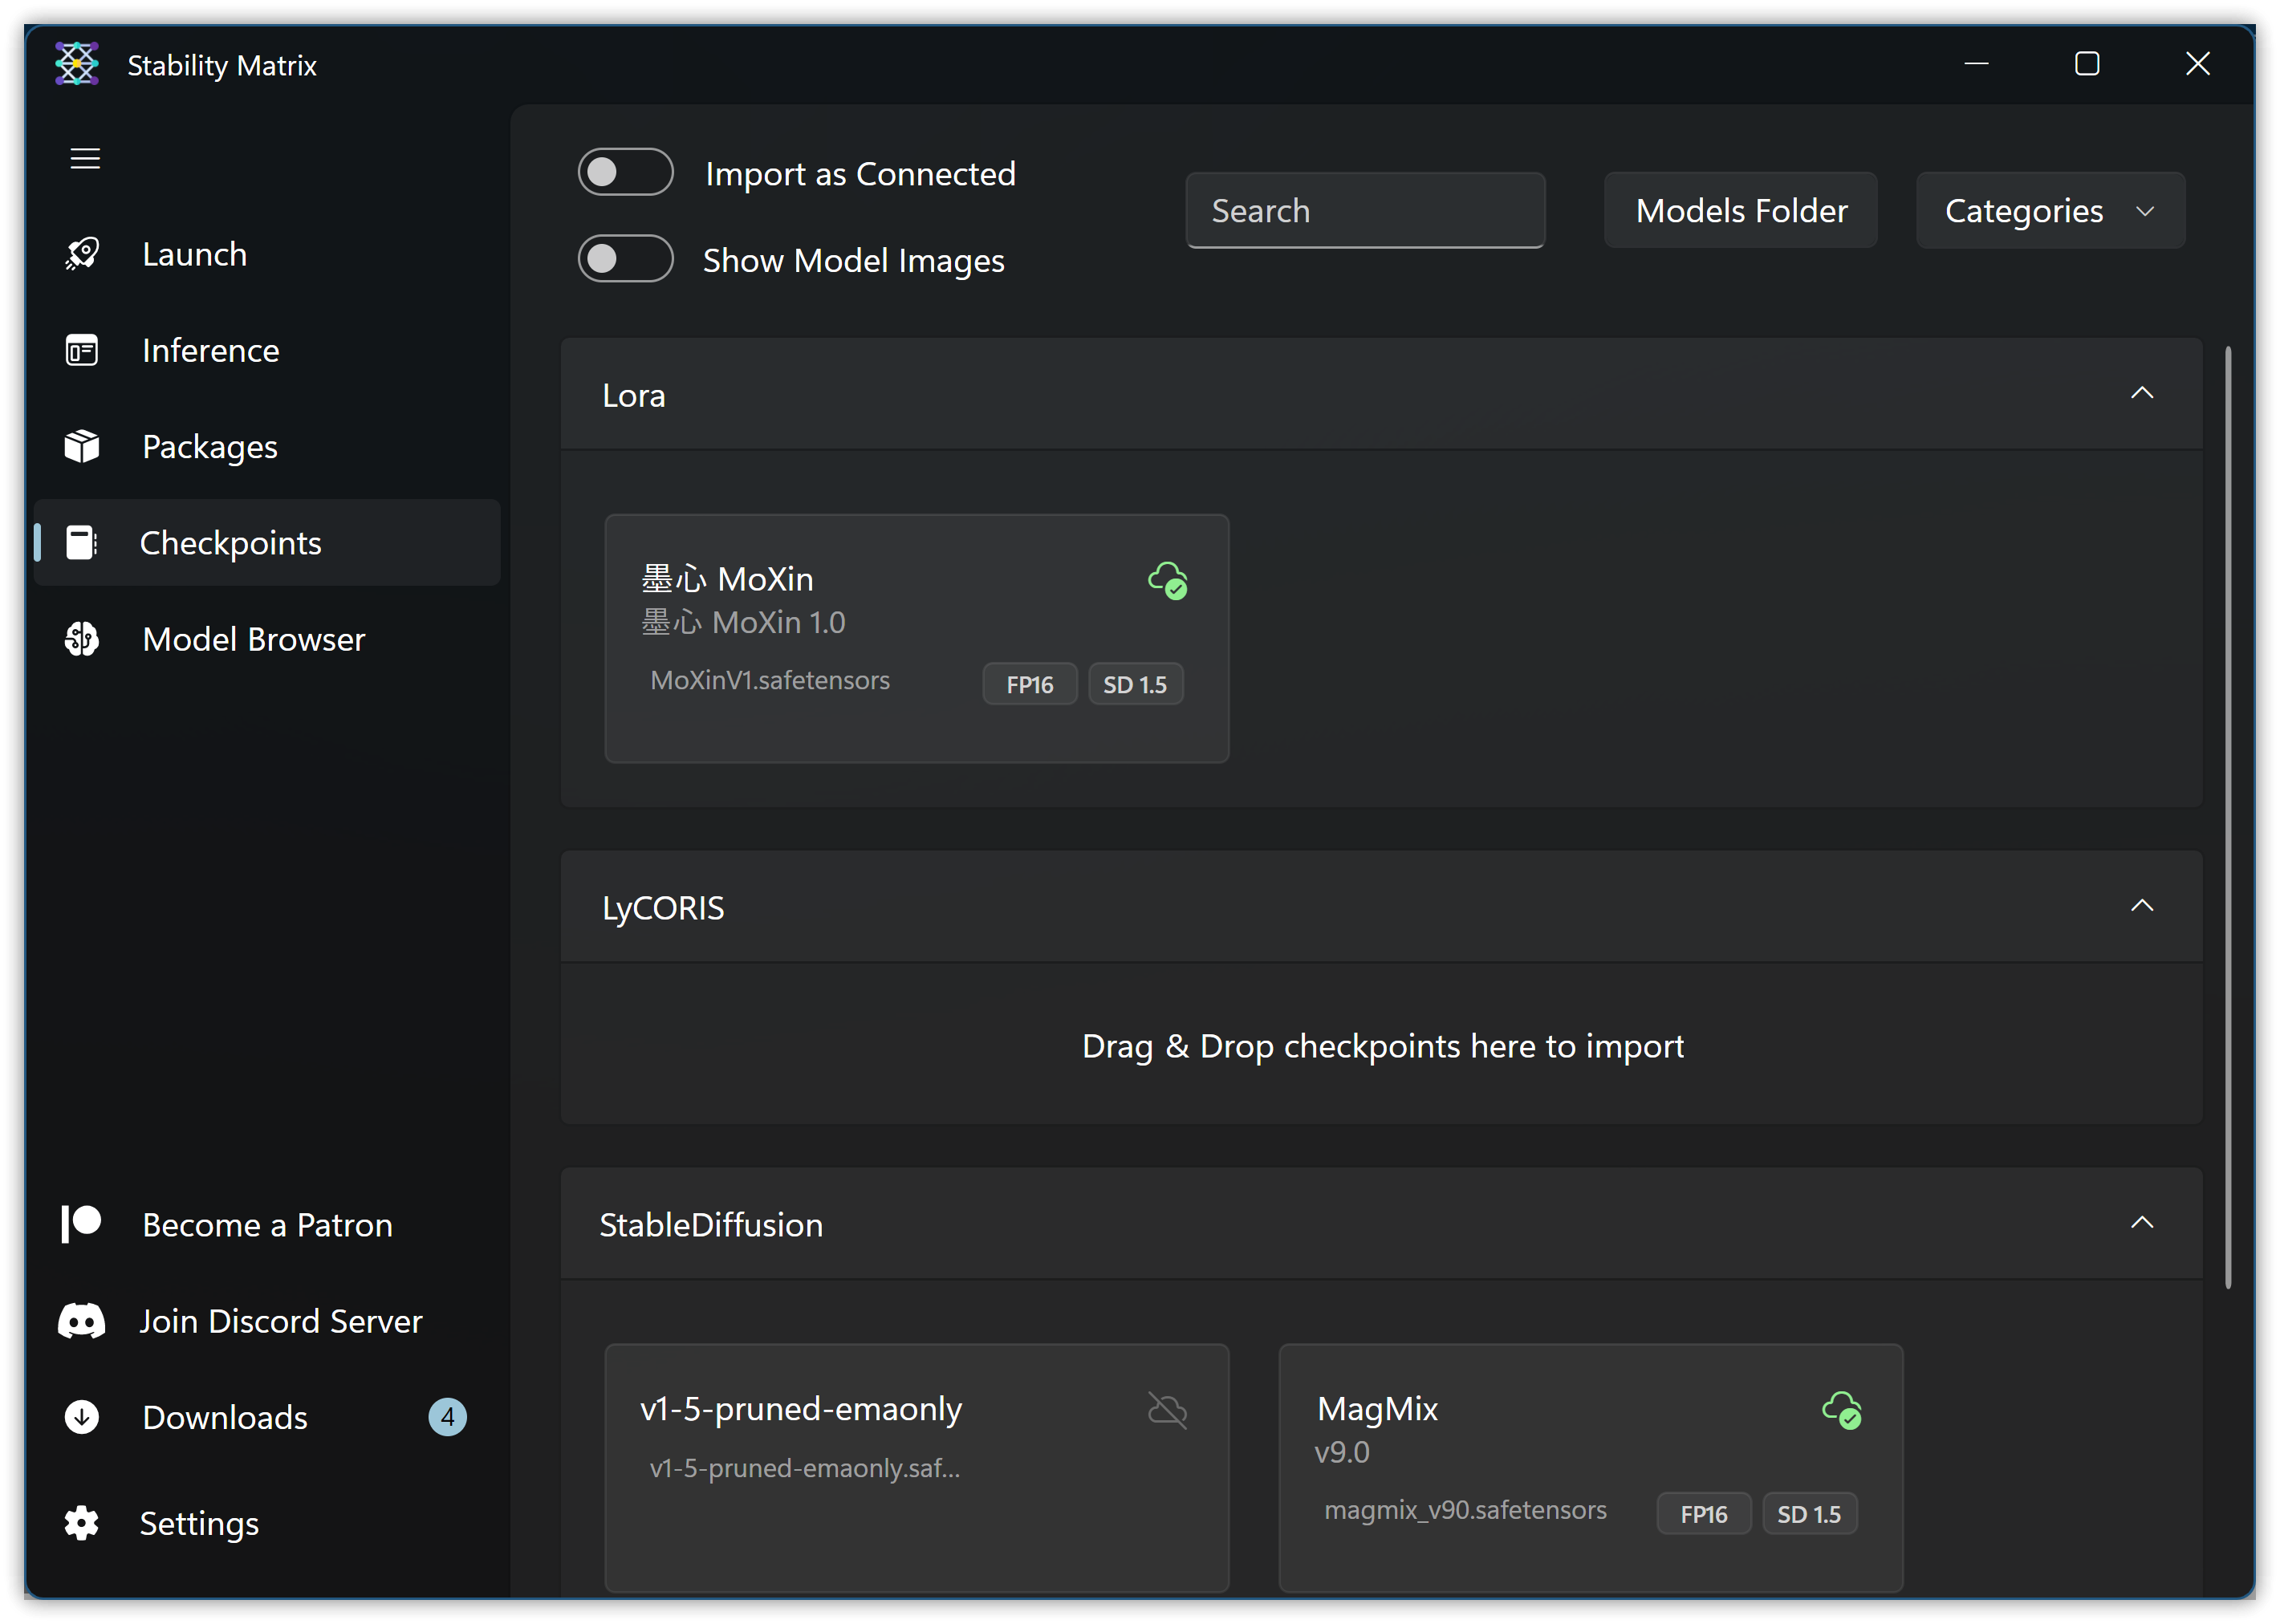 Stability Matrix
Launch
Inference
Packages
Checkpoints
Model Browser
Become a Patron
Join Discord Server
Downloads 4
Settings
Import as Connected
Show Model Images
Search
Models Folder
Categories
Lora
墨心 MoXin
墨心 MoXin 1.0
MoXinV1.safetensors FP16 SD 1.5
LyCORIS
Drag & Drop checkpoints here to import
StableDiffusion
v1-5-pruned-emaonly
v1-5-pruned-emaonly.saf...
MagMix
v9.0
magmix_v90.safetensors FP16 SD 1.5